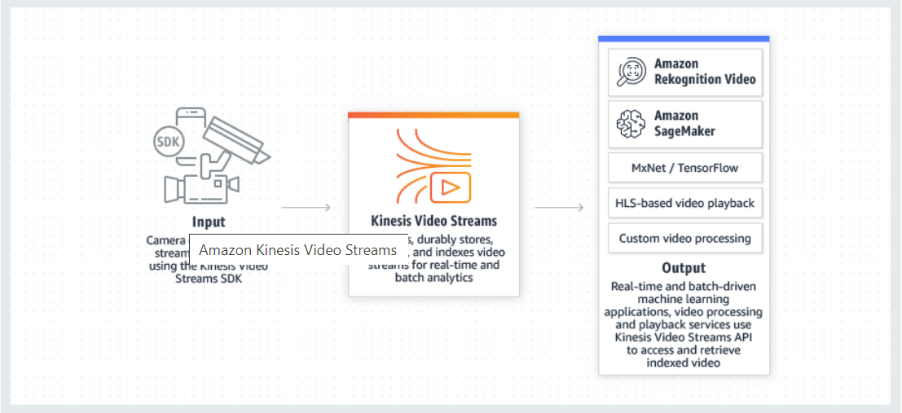 SDK
Input
Camera
stream
using the Kinesis Video
Streams SDK
Amazon Kinesis Video Streams
Kinesis Video Streams
s, durably stores,
, and indexes video
streams for real-time and
batch analytics
Amazon
Rekognition Video
Amazon
SageMaker
MxNet / TensorFlow
HLS-based video playback
Custom video processing
Output
Real-time and batch-driven
machine learning
applications, video processing
and playback services use
Kinesis Video Streams API
to access and retrieve
indexed video